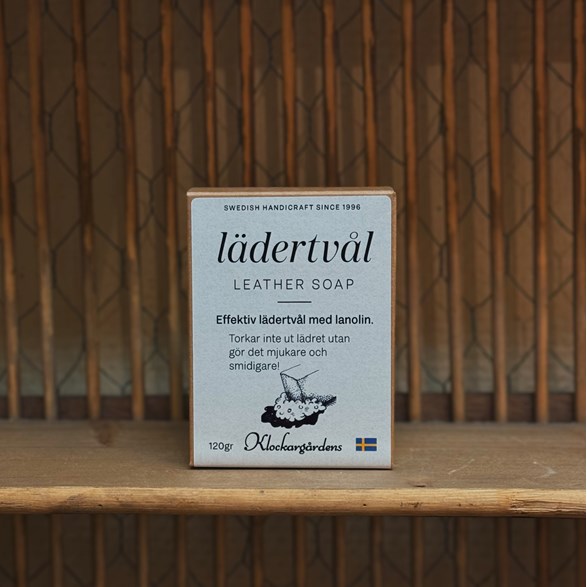 SWEDISH HANDICRAFT SINCE 1996
lädertvål
LEATHER SOAP
Effektiv lädertvål med lanolin.
Torkar inte ut lädret utan
gör det mjukare och
smidigare!
120gr Klockargårdens